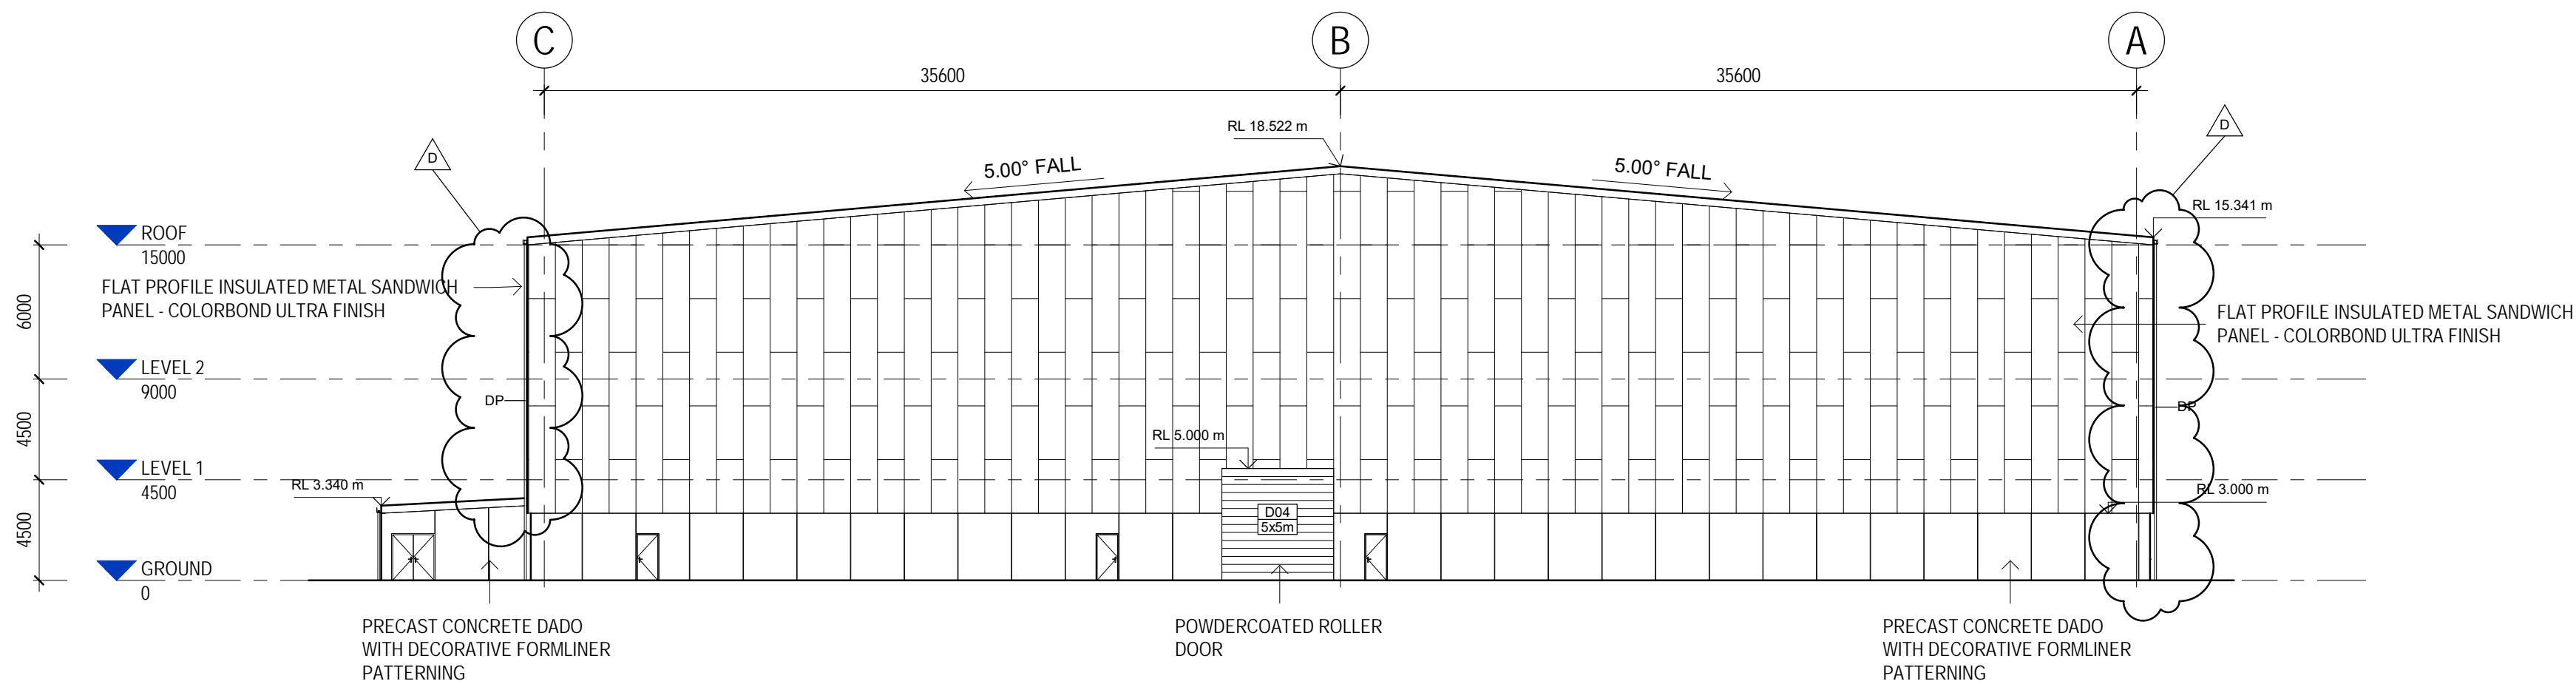 C
B
A
35600
35600
RL 18.522 m
D
D
5.00° FALL
5.00° FALL
RL 15.341 m
ROOF
15000
FLAT PROFILE INSULATED METAL SANDWICH
PANEL - COLORBOND ULTRA FINISH
6000
FLAT PROFILE INSULATED METAL SANDWICH
PANEL - COLORBOND ULTRA FINISH
LEVEL 2
9000
DP
DP
4500
RL 5.000 m
LEVEL 1
4500
RL 3.340 m
RL 3.000 m
D04
5x5m
4500
GROUND
0
PRECAST CONCRETE DADO
WITH DECORATIVE FORMLINER
PATTERNING
POWDERCOATED ROLLER
DOOR
PRECAST CONCRETE DADO
WITH DECORATIVE FORMLINER
PATTERNING